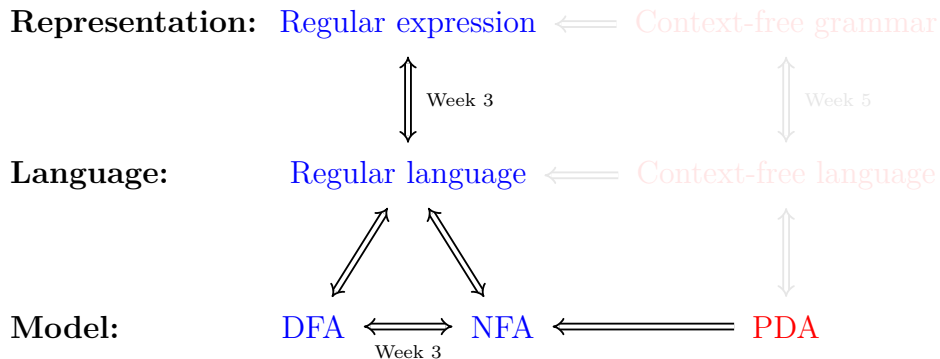 Representation: Regular expression Context-free grammar
Week 3 Week 5
Language: Regular language Context-free language
Model: DFA NFA PDA
Week 3